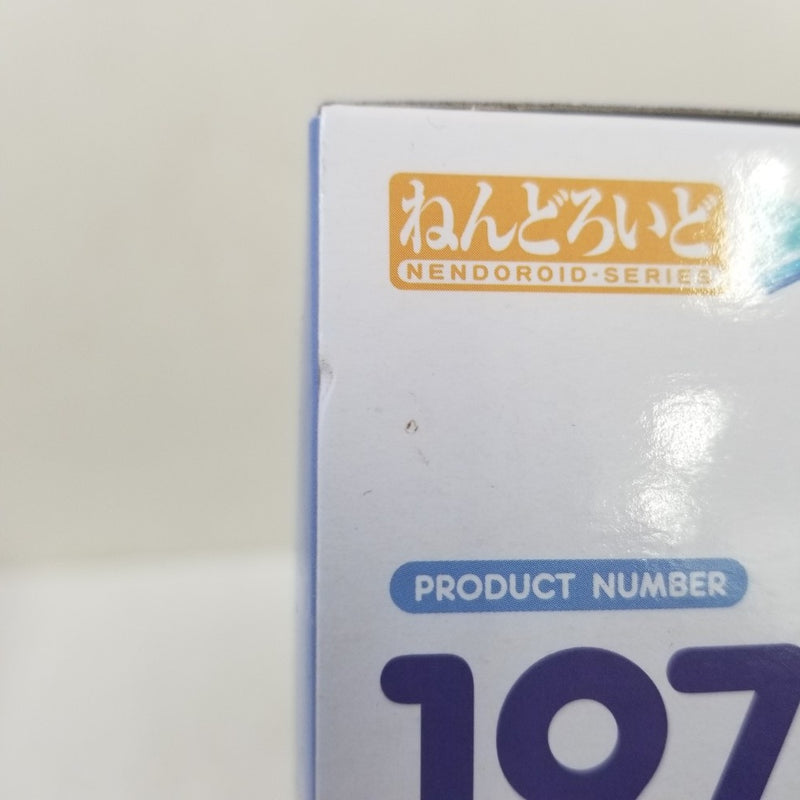 ねんどろいど
NENDOROID·SERIES
PRODUCT NUMBER
197